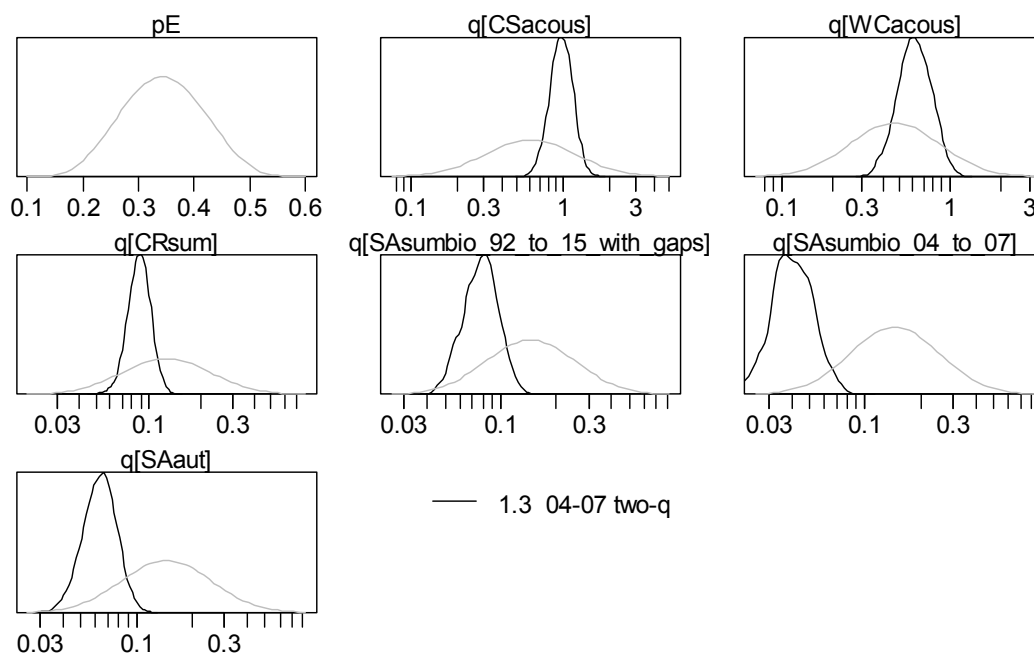 pE
q[CSacous]
q[WCacous]
0.1 0.2 0.3 0.4 0.5 0.6
0.1 0.3 1 3
0.1 0.3 1 3
q[CRsum]
q[SAsumbio_92_to_15_with_gaps]
q[SAsumbio_04_to_07]
0.03 0.1 0.3
0.03 0.1 0.3
0.03 0.1 0.3
q[SAaut]
1.3 04-07 two-q
0.03 0.1 0.3